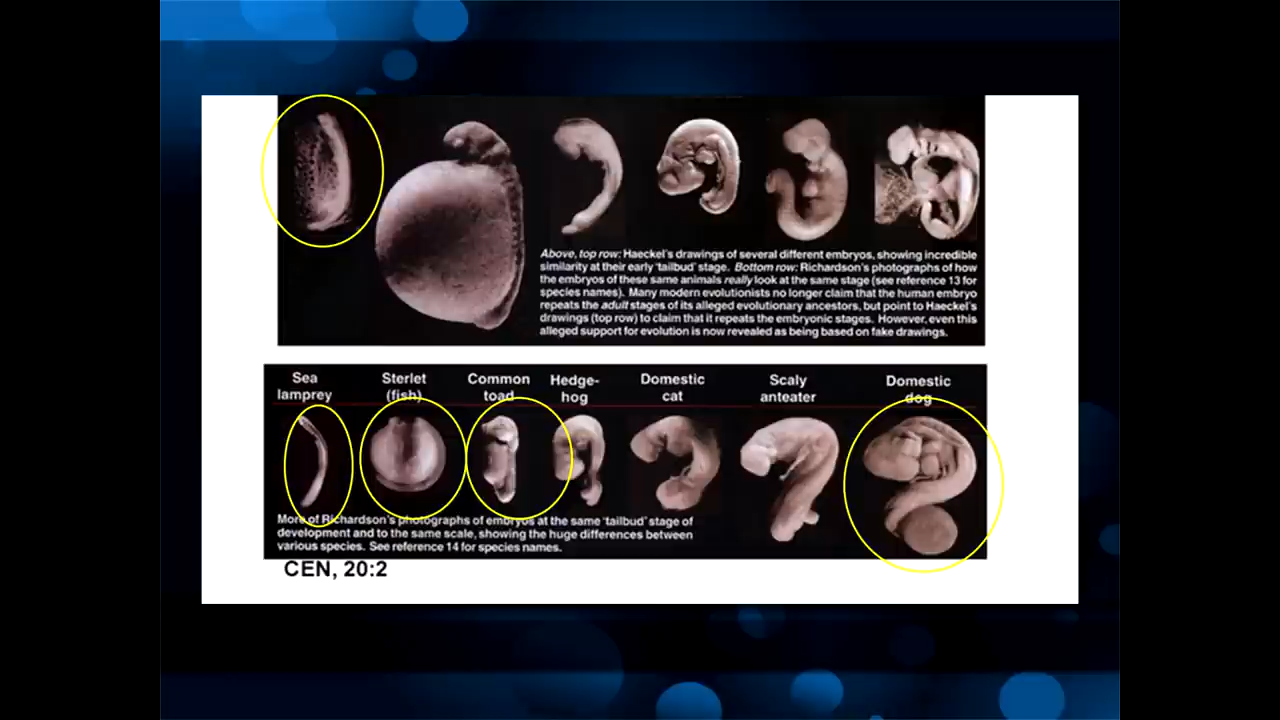 Above, top row: Haeckel's drawings of several different embryos, showing incredible
similarity at their early 'tailbud' stage. Bottom row: Richardson's photographs of how
the embryos of these same animals really look at the same stage (see reference 13 for
species names). Many modern evolutionists no longer claim that the human embryo
repeats the adult stages of its alleged evolutionary ancestors, but point to Haeckel's
drawings (top row) to claim that it repeats the embryonic stages. However, even this
alleged support for evolution is now revealed as being based on fake drawings.
Sea lamprey
Sterlet (fish)
Common toad
Hedge-hog
Domestic cat
Scaly anteater
Domestic dog
More of Richardson's photographs of embryos at the same 'tailbud' stage of
development and to the same scale, showing the huge differences between
various species. See reference 14 for species names.
CEN, 20:2